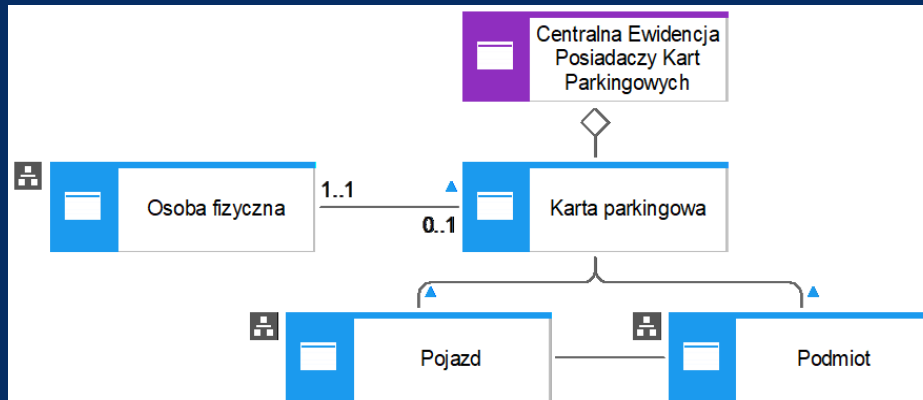 Centralna Ewidencja
Posiadaczy Kart
Parkingowych
Osoba fizyczna
1..1
0..1
Karta parkingowa
Pojazd
Podmiot